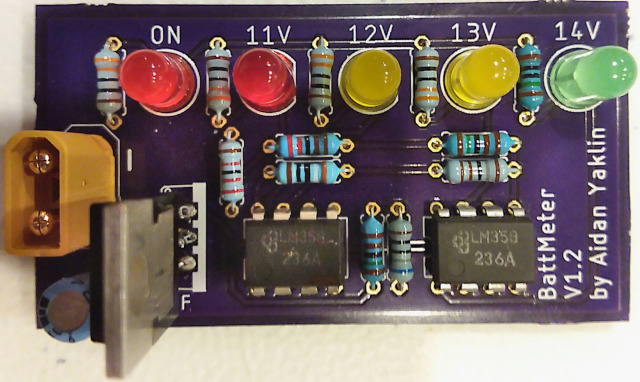 ON
11V
12V
13V
14V
LM358
236A
LM358
236A
F
BattMeter
V1.2
by Aidan Yaklin